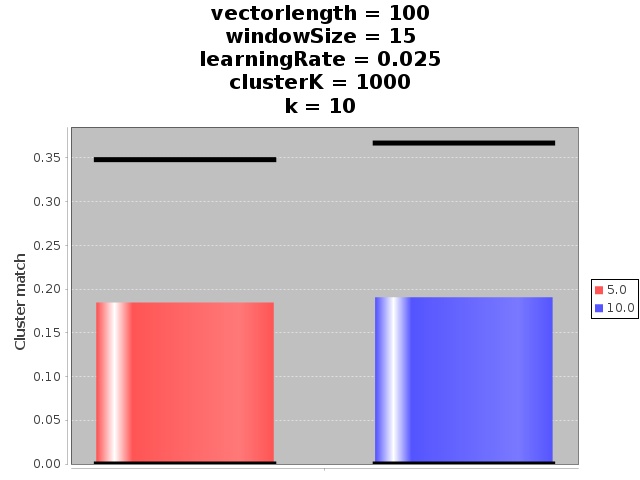 vectorlength = 100
windowSize = 15
learningRate = 0.025
clusterK = 1000
k = 10
Cluster match
0.35
0.30
0.25
0.20
0.15
0.10
0.05
0.00
5.0
10.0